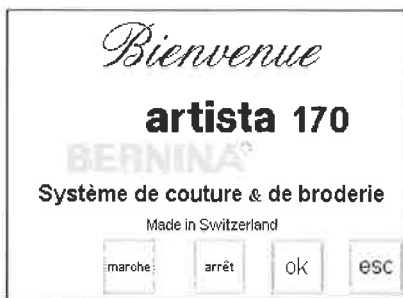 Bienvenue
artista 170
BERNINA®
Système de couture & de broderie
Made in Switzerland
marche arrêt ok esc